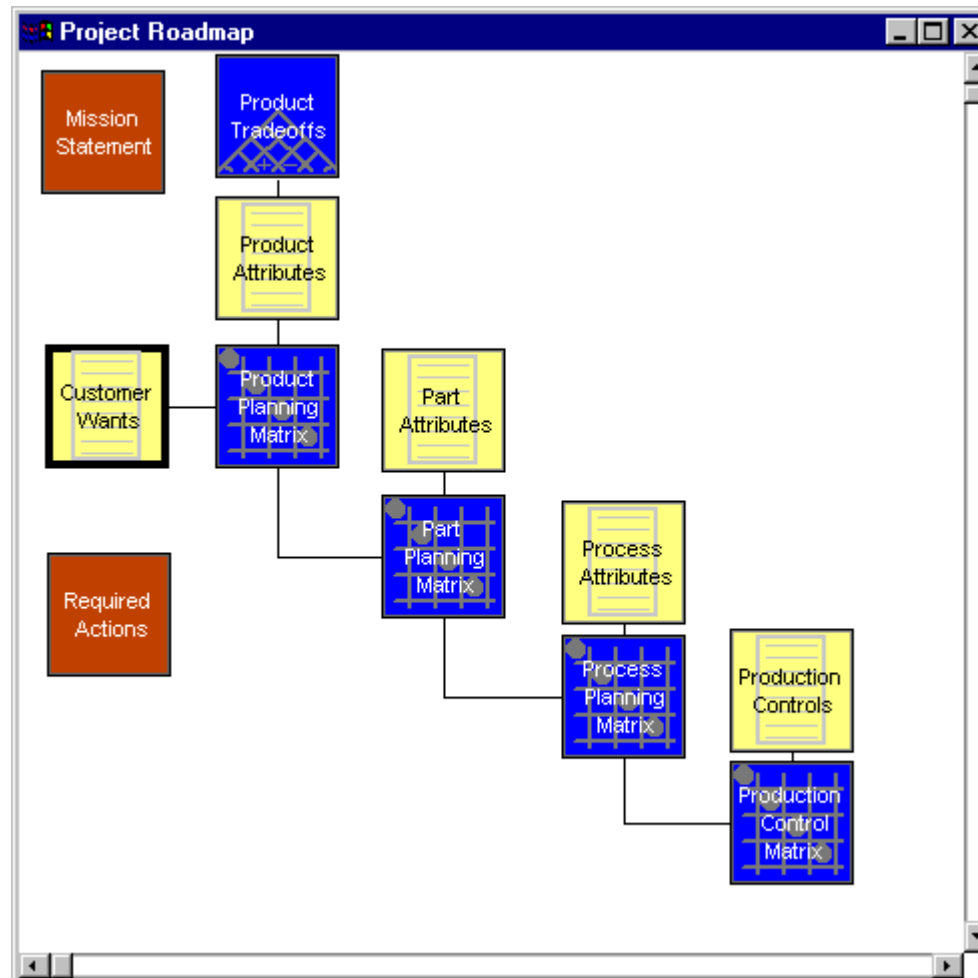 Project Roadmap
Mission
Statement
Product
Tradeoffs
Product
Attributes
Customer
Wants
Product
Planning
Matrix
Part
Attributes
Part
Planning
Matrix
Process
Attributes
Required
Actions
Process
Planning
Matrix
Production
Controls
Production
Control
Matrix